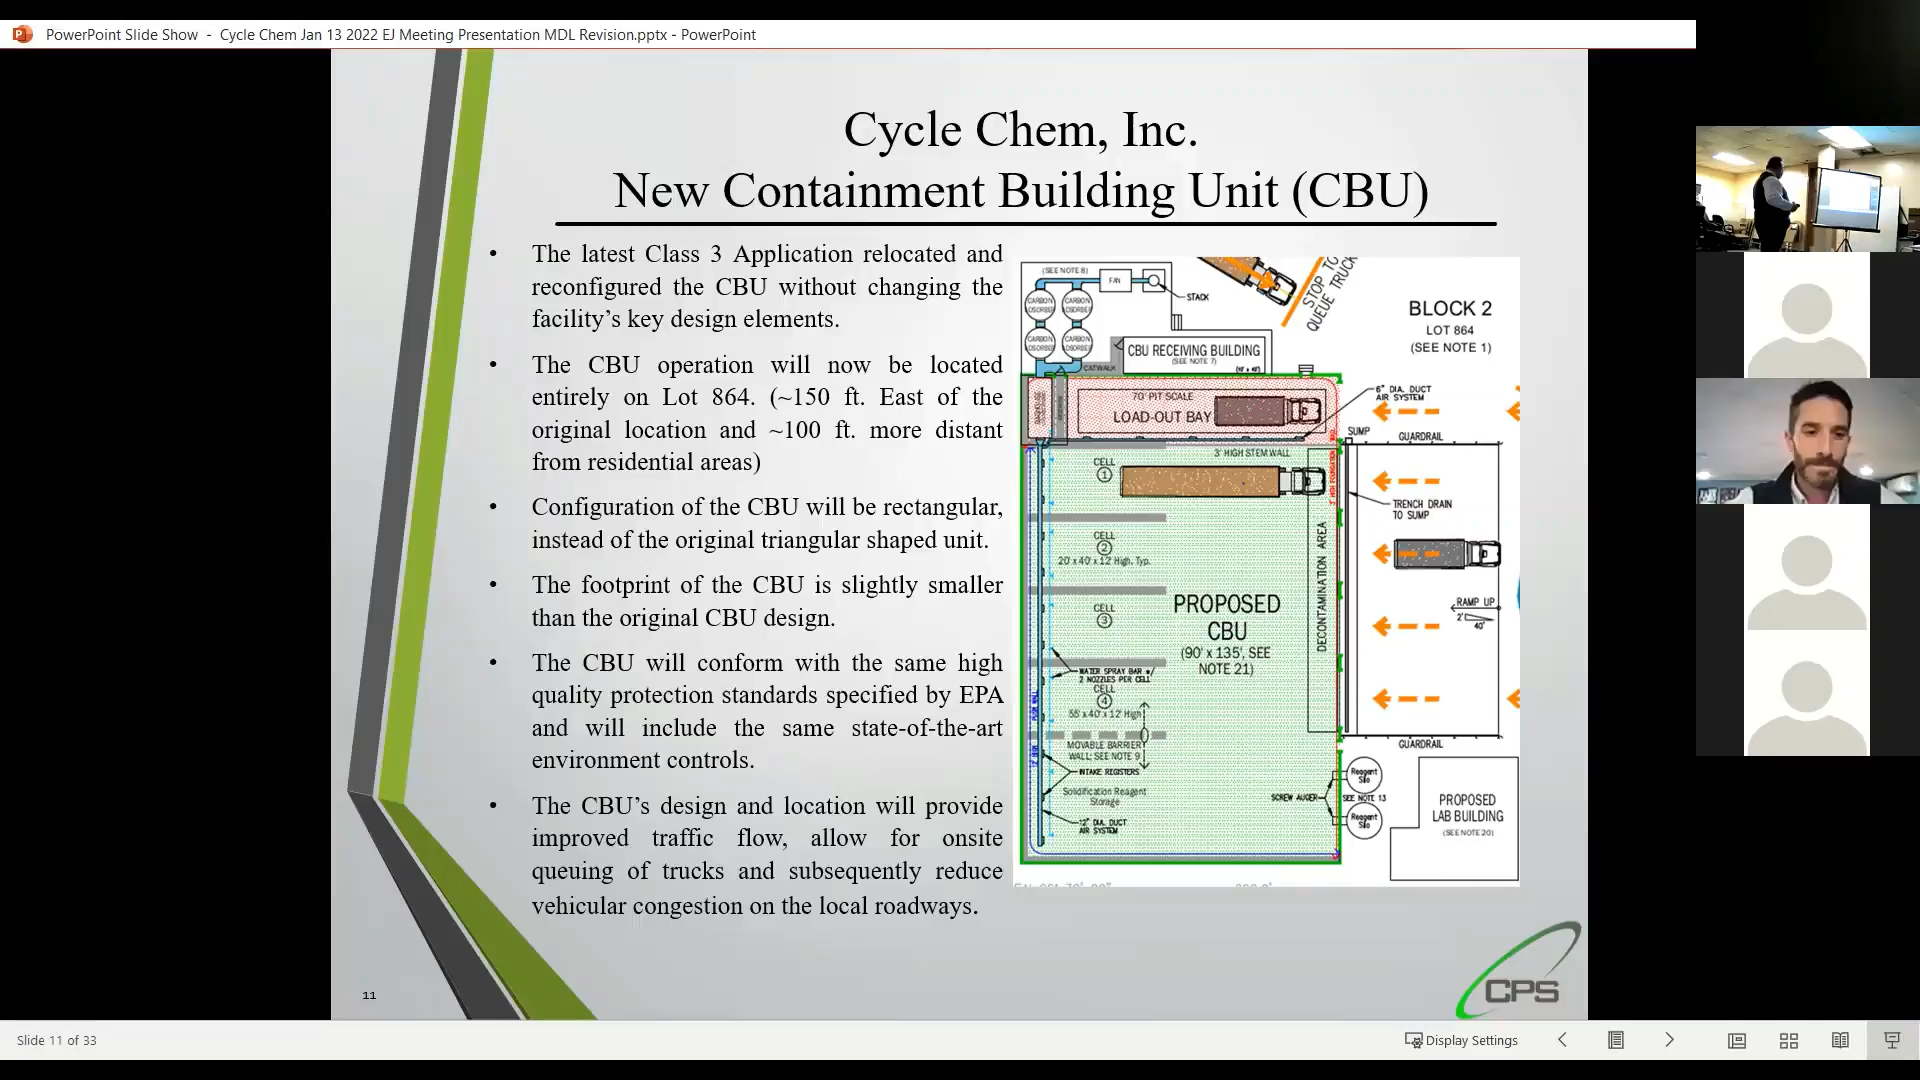 PowerPoint Slide Show - Cycle Chem Jan 13 2022 EJ Meeting Presentation MDL Revision.pptx - PowerPoint
Cycle Chem, Inc.
New Containment Building Unit (CBU)
• The latest Class 3 Application relocated and
reconfigured the CBU without changing the
facility's key design elements.
• The CBU operation will now be located
entirely on Lot 864. (~150 ft. East of the
original location and ~100 ft. more distant
from residential areas)
• Configuration of the CBU will be rectangular,
instead of the original triangular shaped unit.
• The footprint of the CBU is slightly smaller
than the original CBU design.
• The CBU will conform with the same high
quality protection standards specified by EPA
and will include the same state-of-the-art
environment controls.
• The CBU's design and location will provide
improved traffic flow, allow for onsite
queuing of trucks and subsequently reduce
vehicular congestion on the local roadways.
(SEE NOTE 8)
FAN
STACK
CARBON
CARBON
CARBON
CARBON
STOP TO
QUEUE TRUCK
BLOCK 2
LOT 864
(SEE NOTE 1)
CBU RECEIVING BUILDING
(SEE NOTE 7)
CATWALK
70' PIT SCALE
LOAD-OUT BAY
6" DIA. DUCT
AIR SYSTEM
SUMP
GUARDRAIL
3' HIGH STEM WALL
CELL
1
TRENCH DRAIN
TO SUMP
CELL
2
20' x 40' x 12' High, Typ.
CELL
3
DECONTAMINATION AREA
PROPOSED
CBU
(90' x 135', SEE
NOTE 21)
RAMP UP
2'
40'
WATER SPRAY BAR w/
2 NOZZLES PER CELL
CELL
4
55' x 40' x 12' High
MOVABLE BARRIER
WALL; SEE NOTE 9
INTAKE REGISTERS
Solidification Reagent
Storage
12" DIA. DUCT
AIR SYSTEM
GUARDRAIL
Reagent
Silo
SCREW AUGER
SEE NOTE 13
Reagent
Silo
PROPOSED
LAB BUILDING
(SEE NOTE 20)
CPS
11
Slide 11 of 33
Display Settings